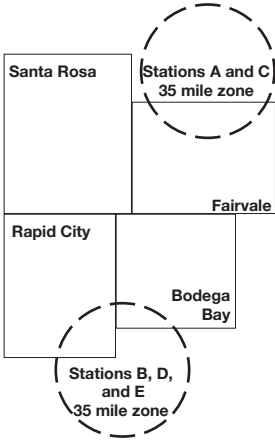 Santa Rosa
Stations A and C
35 mile zone
Fairvale
Rapid City
Bodega
Bay
Stations B, D,
and E
35 mile zone